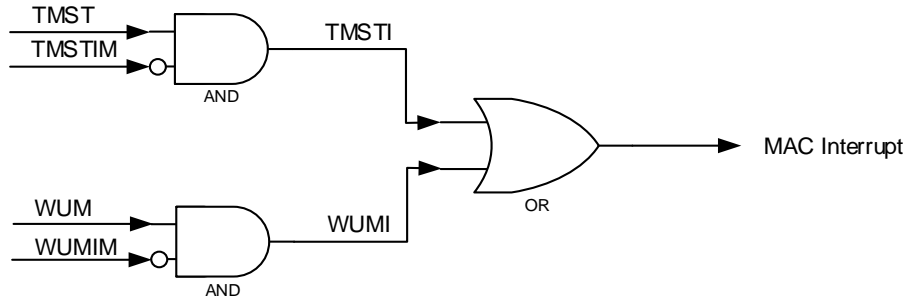 TMST
TMSTIM
AND
TMSTI
WUM
WUMIM
AND
WUMI
OR
MAC Interrupt